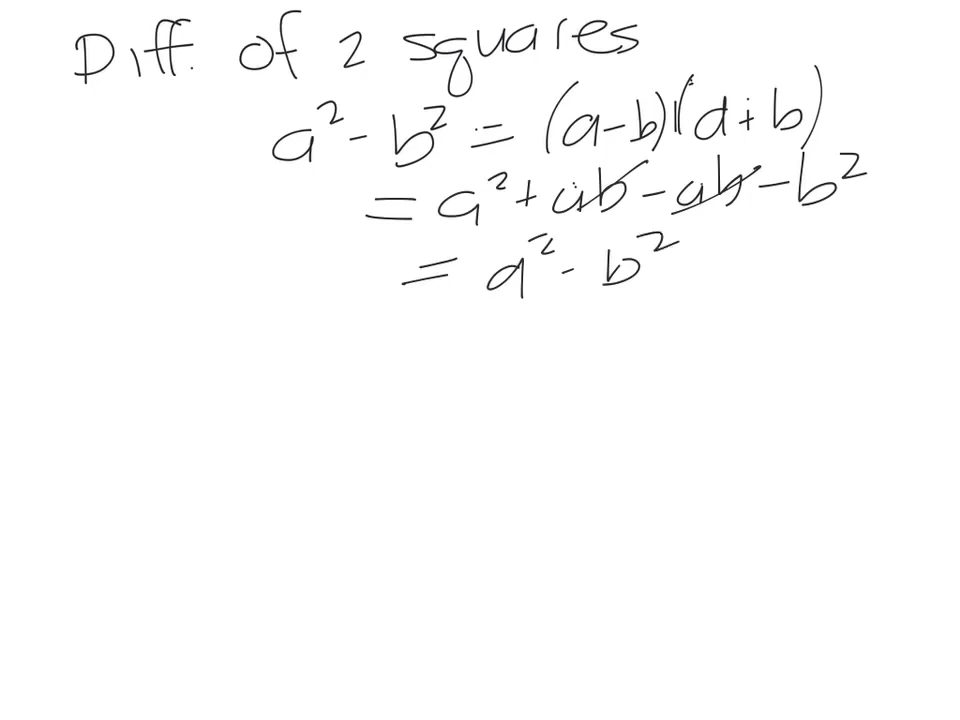 Diff. of 2 squares
a² - b² = (a-b)(a+b)
= a² + ab - ab - b²
= a² - b²